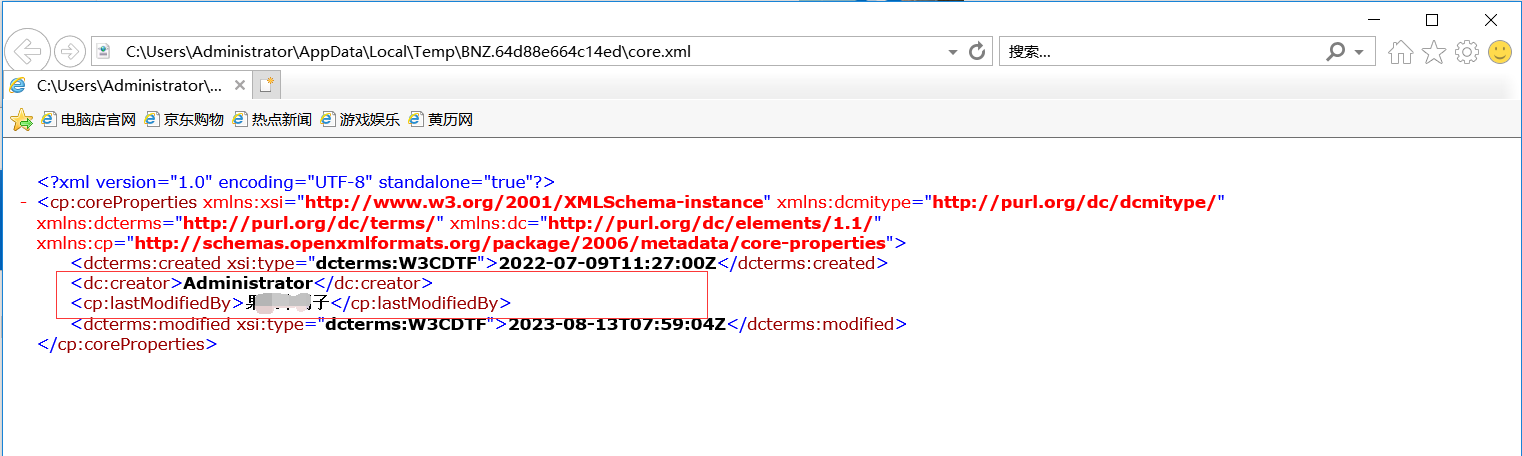 C:\Users\Administrator\AppData\Local\Temp\BNZ.64d88e664c14ed\core.xml
搜索...
C:\Users\Administrator\...
电脑店官网 京东购物 热点新闻 游戏娱乐 黄历网
<?xml version="1.0" encoding="UTF-8" standalone="true"?>
- <cp:coreProperties xmlns:xsi="http://www.w3.org/2001/XMLSchema-instance" xmlns:dcmitype="http://purl.org/dc/dcmitype/"
xmlns:dcterms="http://purl.org/dc/terms/" xmlns:dc="http://purl.org/dc/elements/1.1/"
xmlns:cp="http://schemas.openxmlformats.org/package/2006/metadata/core-properties">
<dcterms:created xsi:type="dcterms:W3CDTF">2022-07-09T11:27:00Z</dcterms:created>
<dc:creator>Administrator</dc:creator>
<cp:lastModifiedBy>子</cp:lastModifiedBy>
<dcterms:modified xsi:type="dcterms:W3CDTF">2023-08-13T07:59:04Z</dcterms:modified>
</cp:coreProperties>